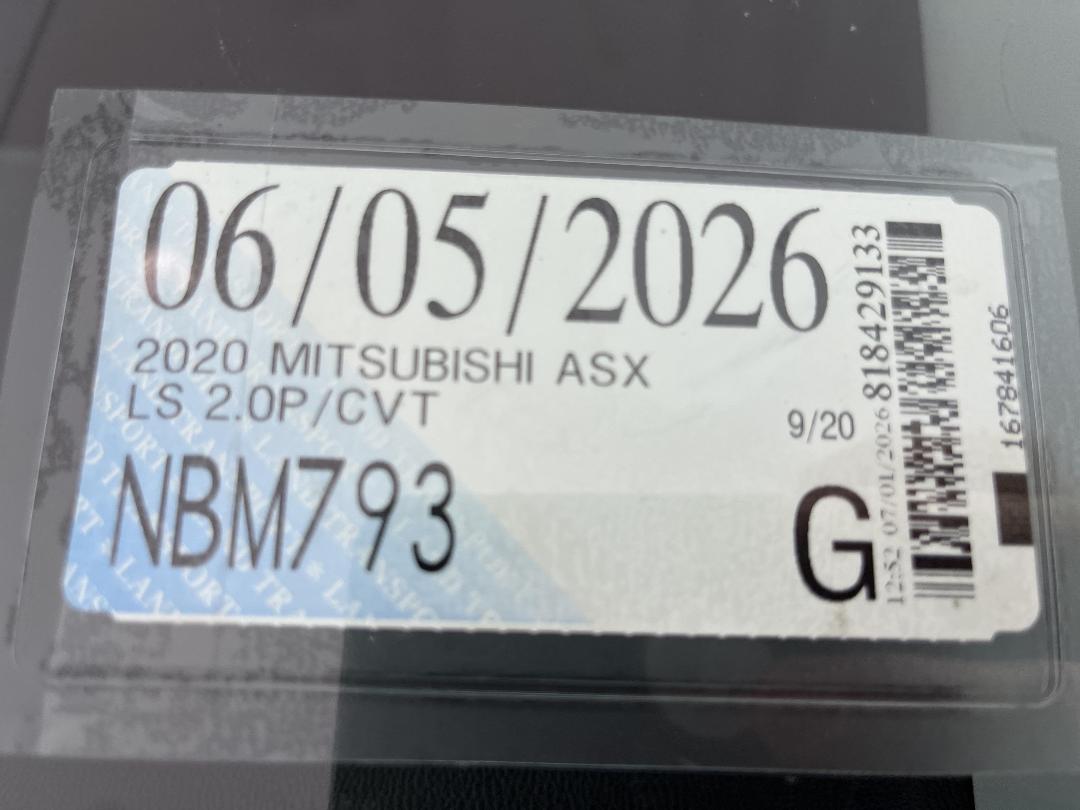 06/05/2026
2020 MITSUBISHI ASX
LS 2.0P/CVT
9/20
NBM793
G
12:52 07/01/2026 818429133
167841606